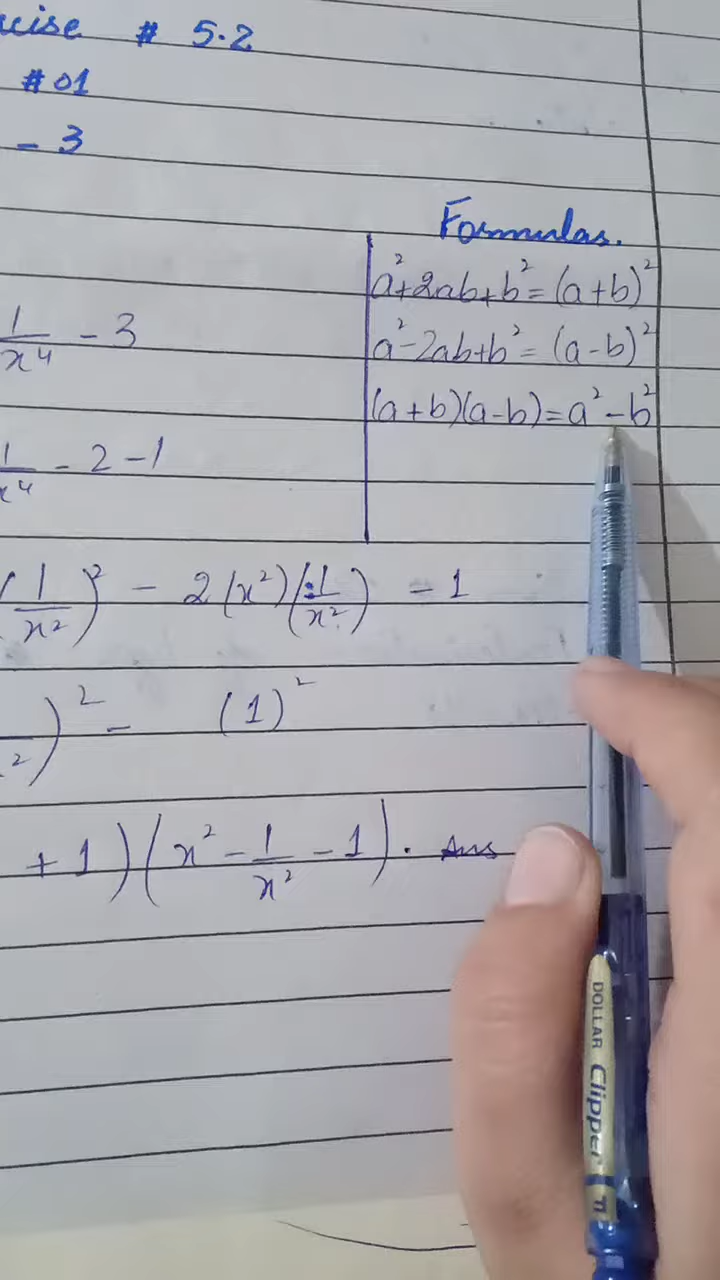 cise # 5.2
#01
- 3
Formulas.
a²+2ab+b²=(a+b)²
a²-2ab+b²=(a-b)²
(a+b)(a-b)=a²-b²
1/x⁴ - 3
1/x⁴ - 2 - 1
(1/x²)² - 2(x²)(1/x²) - 1
²)² - (1)²
+ 1)(x² - 1/x² - 1). Ans
DOLLAR Clipper